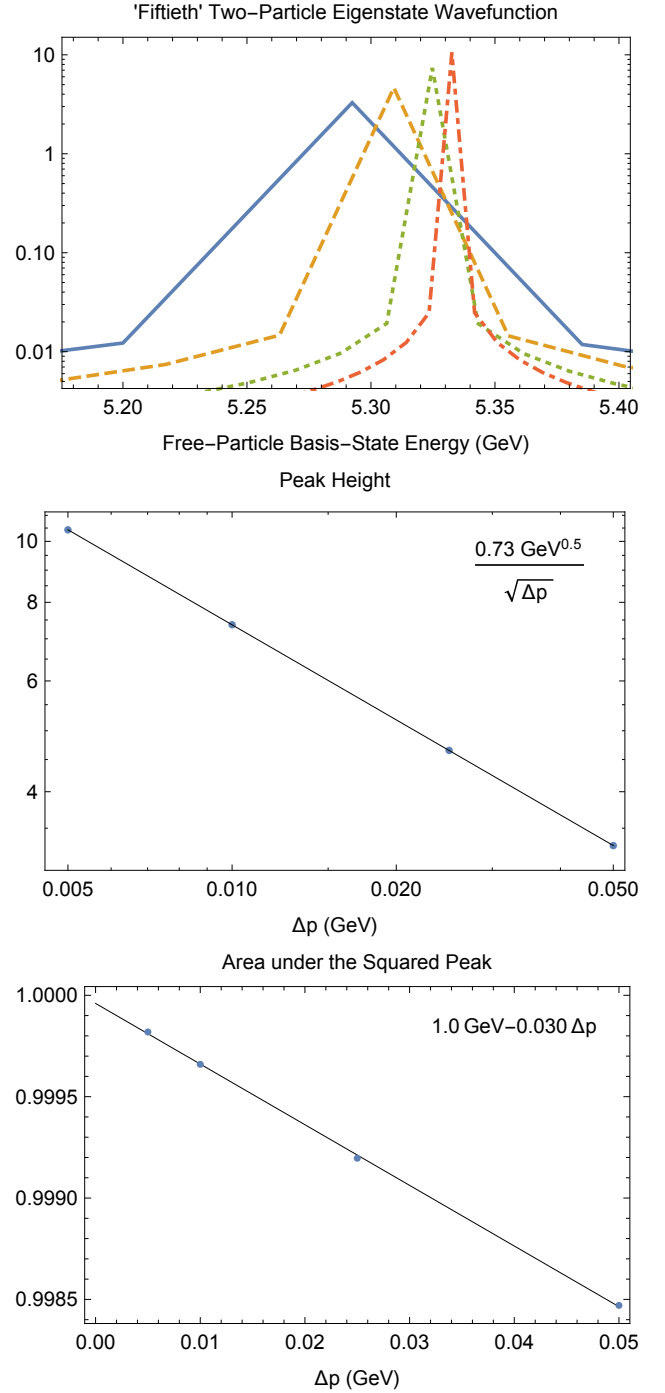 'Fiftieth' Two−Particle Eigenstate Wavefunction
10
1
0.10
0.01
5.20 5.25 5.30 5.35 5.40
Free−Particle Basis−State Energy (GeV)
Peak Height
10
8
6
4
0.73 GeV^0.5
√Δp
0.005 0.010 0.020 0.050
Δp (GeV)
Area under the Squared Peak
1.0000
0.9995
0.9990
0.9985
1.0 GeV−0.030 Δp
0.00 0.01 0.02 0.03 0.04 0.05
Δp (GeV)